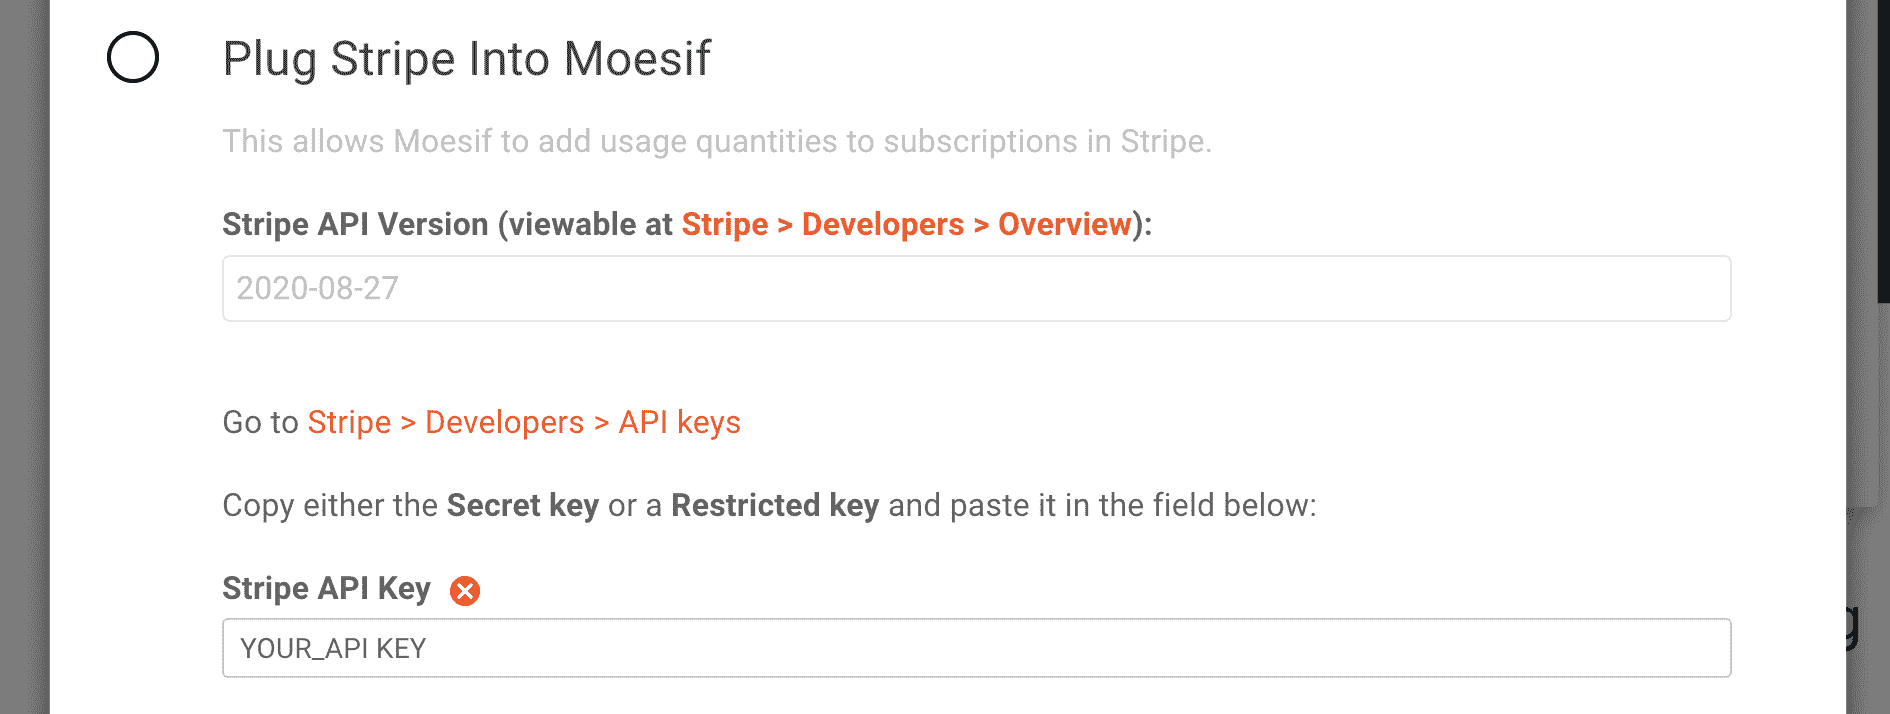 Plug Stripe Into Moesif
This allows Moesif to add usage quantities to subscriptions in Stripe.
Stripe API Version (viewable at Stripe > Developers > Overview):
2020-08-27
Go to Stripe > Developers > API keys
Copy either the Secret key or a Restricted key and paste it in the field below:
Stripe API Key
YOUR_API KEY